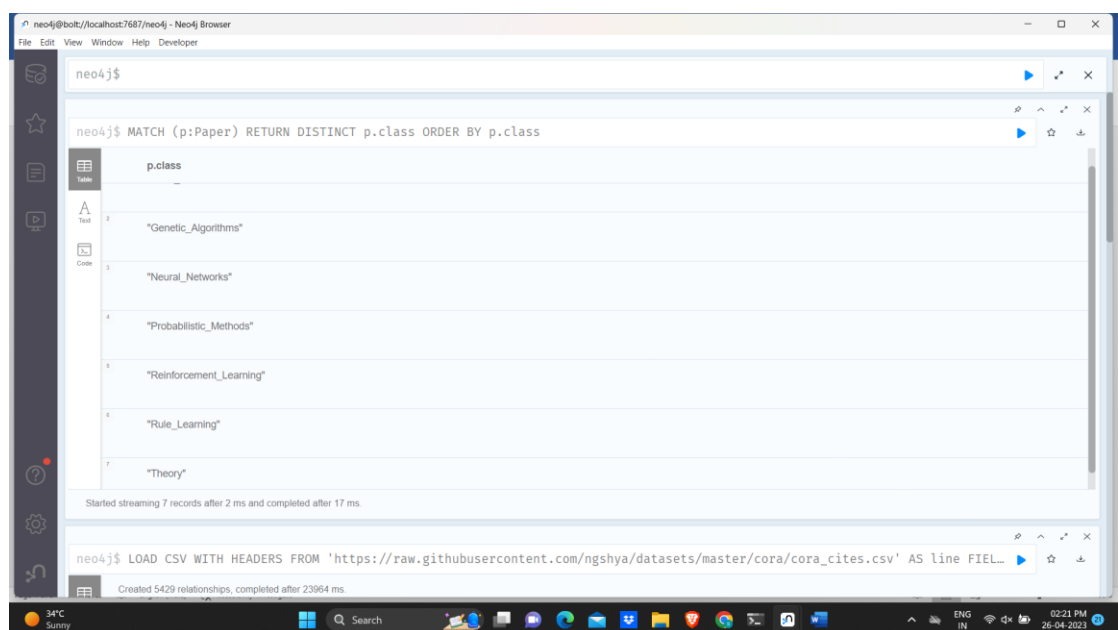 neo4j@bolt://localhost:7687/neo4j - Neo4j Browser
File Edit View Window Help Developer
neo4j$
neo4j$ MATCH (p:Paper) RETURN DISTINCT p.class ORDER BY p.class
Table
p.class
Text
2
"Genetic_Algorithms"
Code
3
"Neural_Networks"
4
"Probabilistic_Methods"
5
"Reinforcement_Learning"
6
"Rule_Learning"
7
"Theory"
Started streaming 7 records after 2 ms and completed after 17 ms.
neo4j$ LOAD CSV WITH HEADERS FROM 'https://raw.githubusercontent.com/ngshya/datasets/master/cora/cora_cites.csv' AS line FIEL…
Created 5429 relationships, completed after 23964 ms.
34°C
Sunny
Search
ENG
IN
02:21 PM
26-04-2023
21